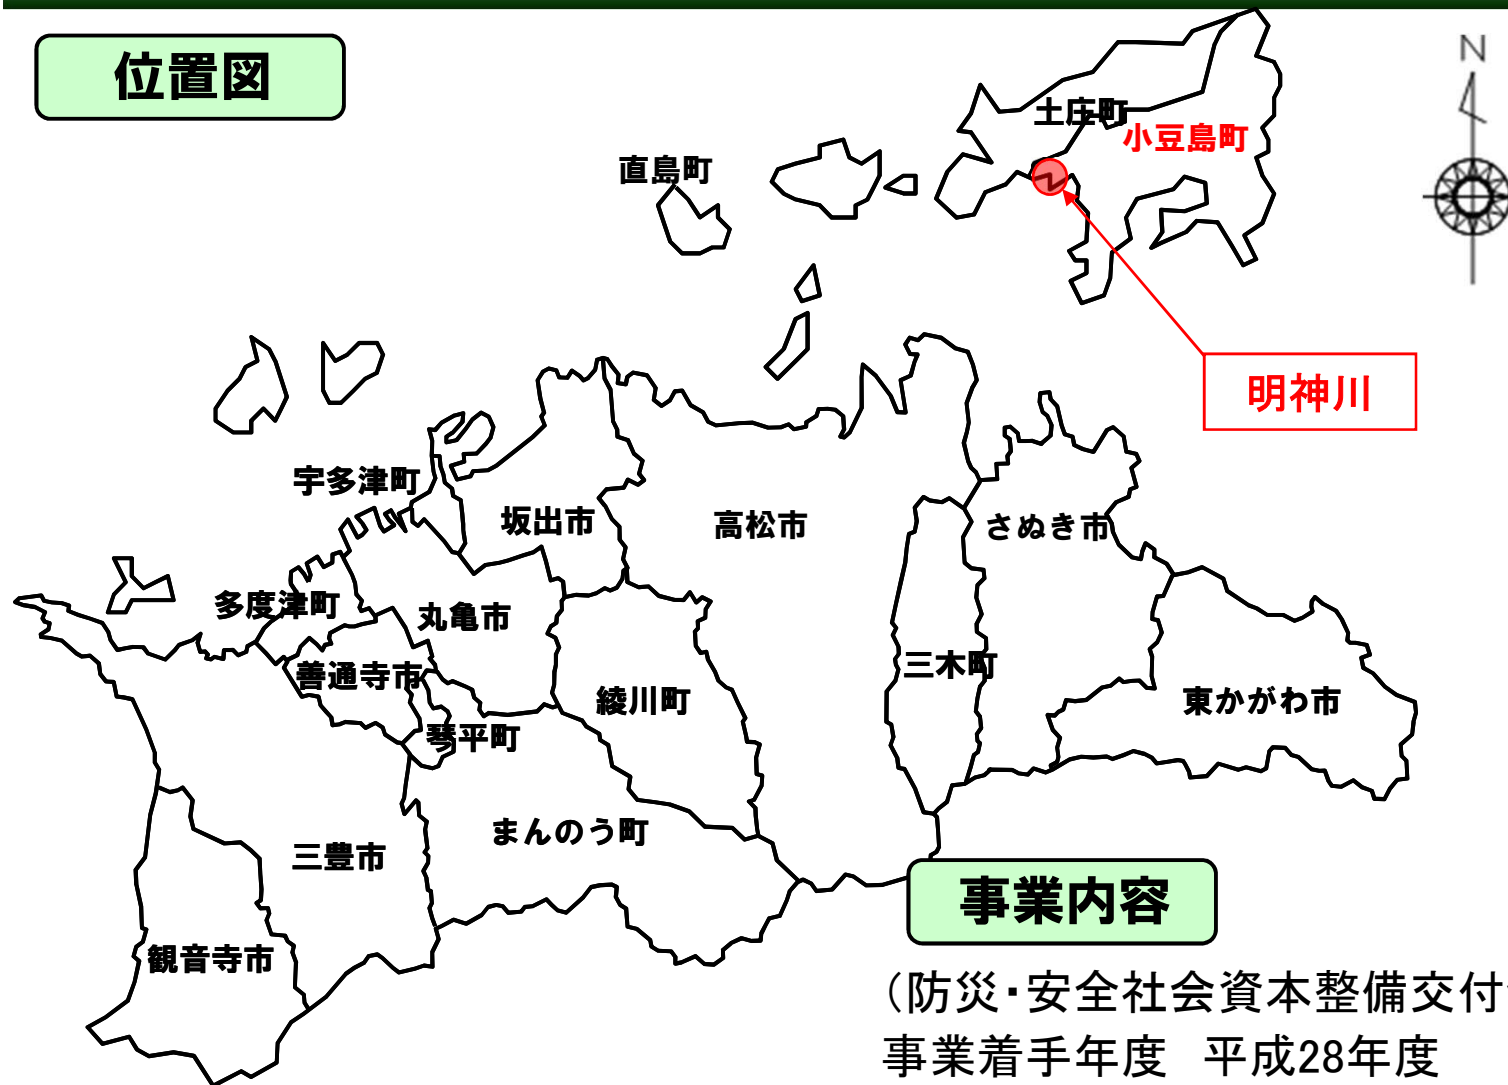 位置図
N
土庄町
小豆島町
直島町
明神川
宇多津町
坂出市
高松市
さぬき市
多度津町
丸亀市
善通寺市
三木町
綾川町
東かがわ市
琴平町
まんのう町
三豊市
観音寺市
事業内容
（防災・安全社会資本整備交付
事業着手年度　平成28年度